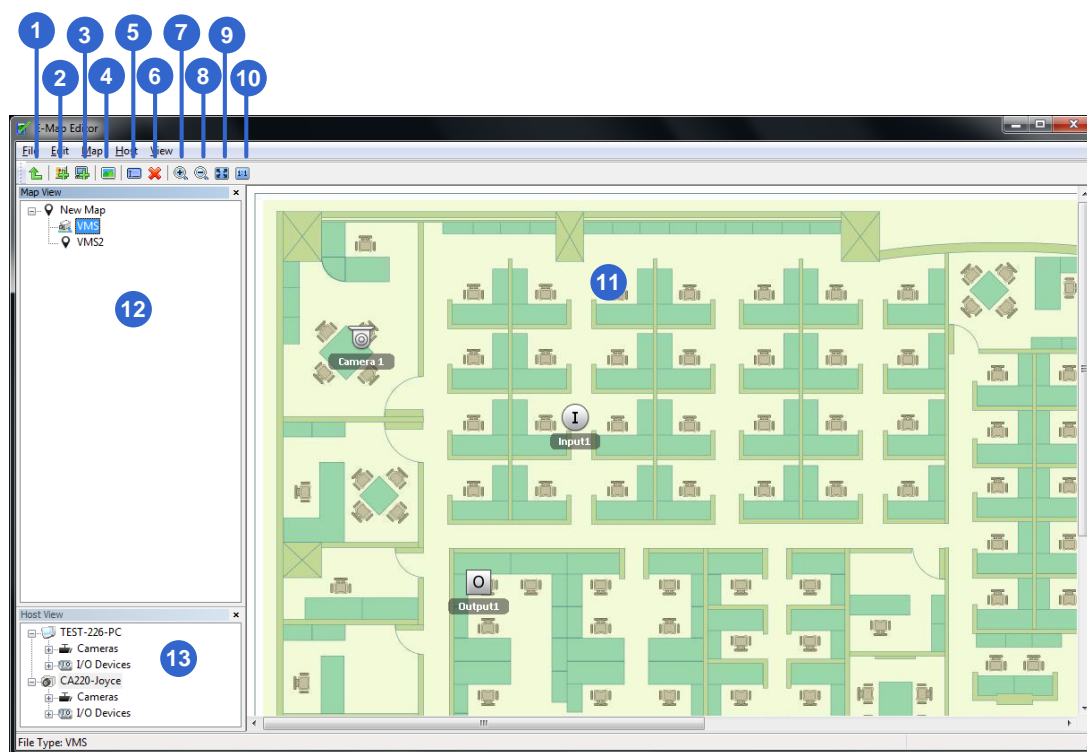 1 3 5 7 9
2 4 6 8 10
E-Map Editor
File Edit Map Host View
1:1
Map View
New Map
VMS
VMS2
12
11
Camera 1
I
Input1
O
Output1
Host View
TEST-226-PC
Cameras
I/O Devices
CA220-Joyce
Cameras
I/O Devices
13
File Type: VMS